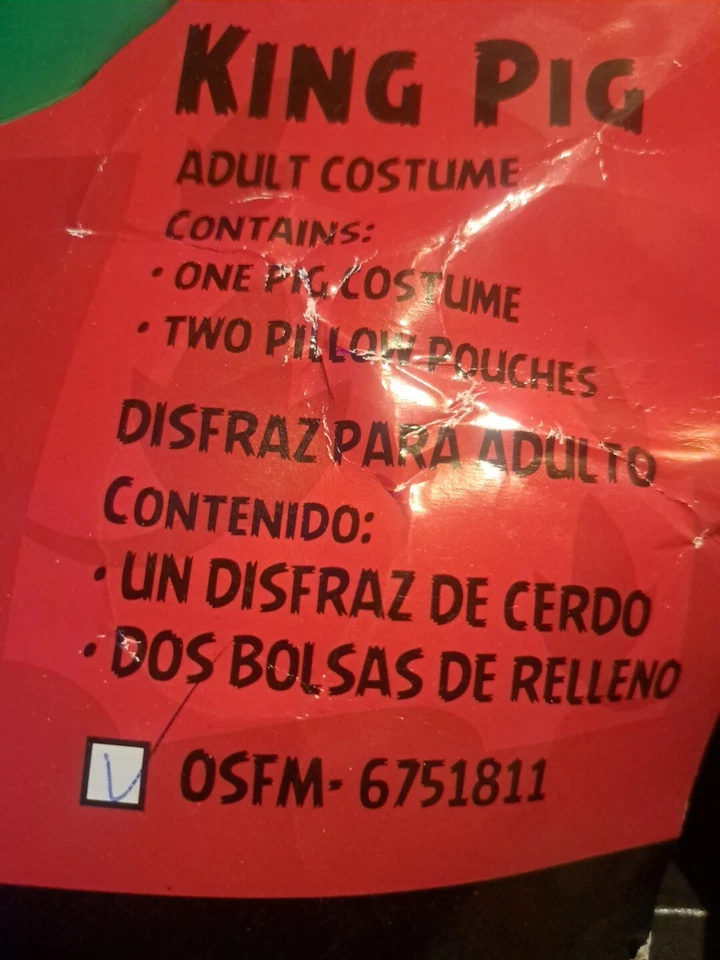 KING PIG
ADULT COSTUME
CONTAINS:
• ONE PIG COSTUME
• TWO PILLOW POUCHES
DISFRAZ PARA ADULTO
CONTENIDO:
• UN DISFRAZ DE CERDO
• DOS BOLSAS DE RELLENO
OSFM- 6751811